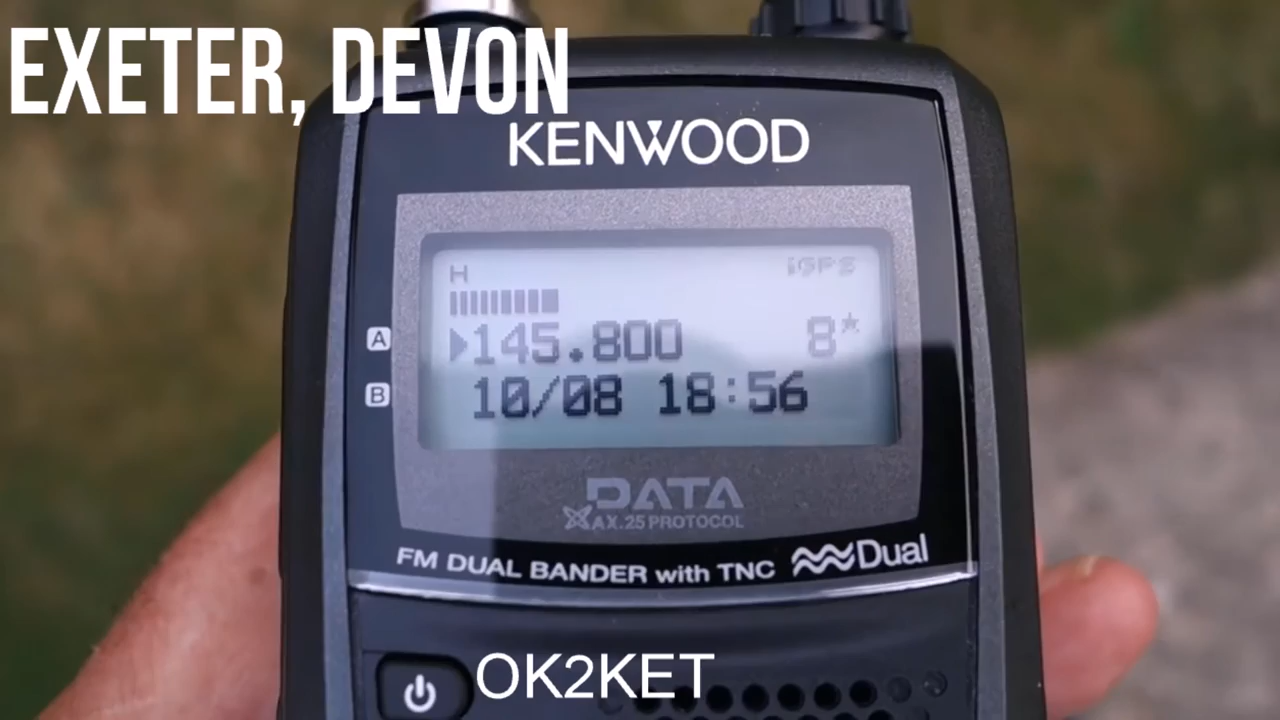 EXETER, DEVON
KENWOOD
H iGPS
A 145.800 8*
B 10/08 18:56
DATA
AX.25 PROTOCOL
FM DUAL BANDER with TNC Dual
OK2KET